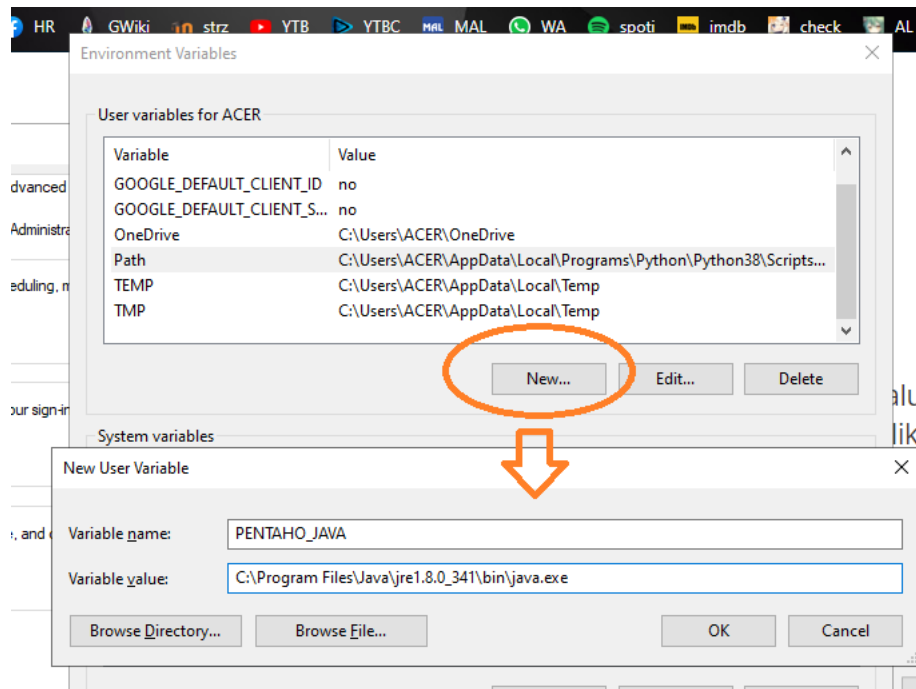 HR GWiki strz YTB YTBC MAL MAL WA spoti imdb check AL
Environment Variables
User variables for ACER
Variable Value
GOOGLE_DEFAULT_CLIENT_ID no
GOOGLE_DEFAULT_CLIENT_S... no
OneDrive C:\Users\ACER\OneDrive
Path C:\Users\ACER\AppData\Local\Programs\Python\Python38\Scripts...
TEMP C:\Users\ACER\AppData\Local\Temp
TMP C:\Users\ACER\AppData\Local\Temp
dvanced
Administra
eduling, m
New... Edit... Delete
our sign-in
System variables
New User Variable
Variable name: PENTAHO_JAVA
, and
Variable value: C:\Program Files\Java\jre1.8.0_341\bin\java.exe
Browse Directory... Browse File... OK Cancel